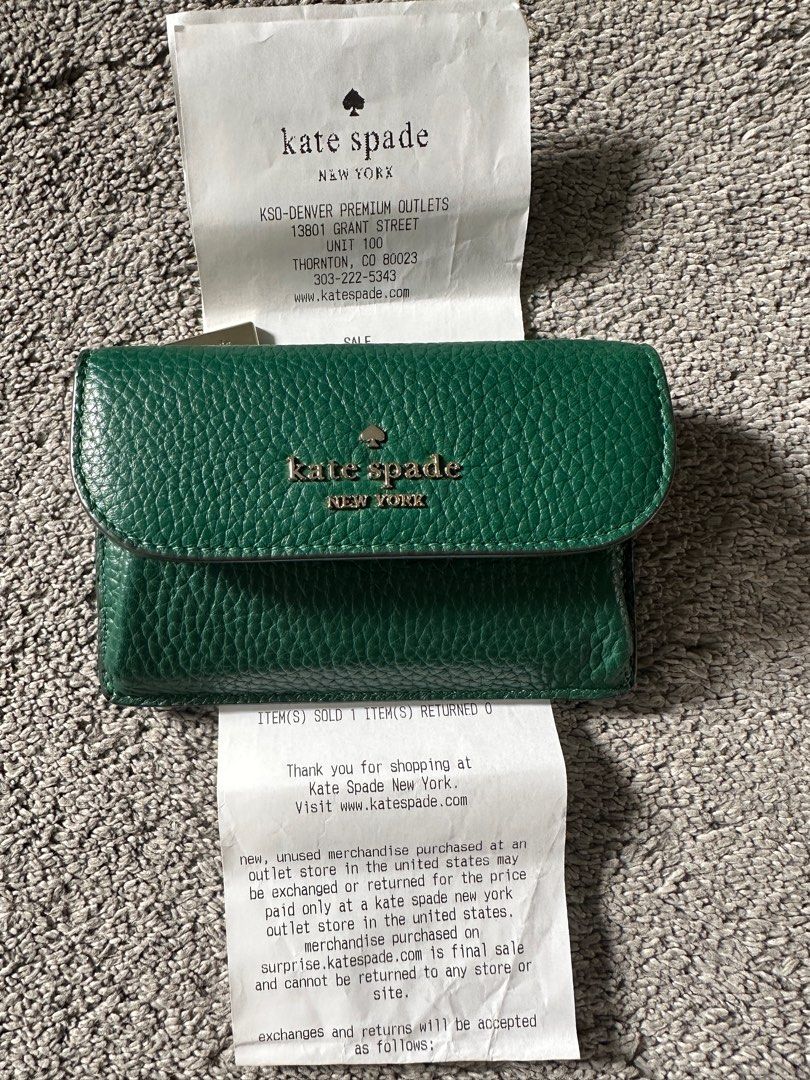 kate spade
NEW YORK
KSO-DENVER PREMIUM OUTLETS
13801 GRANT STREET
UNIT 100
THORNTON, CO 80023
303-222-5343
www.katespade.com
SALE
kate spade
NEW YORK
ITEM(S) SOLD 1 ITEM(S) RETURNED 0
Thank you for shopping at
Kate Spade New York.
Visit www.katespade.com
new, unused merchandise purchased at an
outlet store in the united states may
be exchanged or returned for the price
paid only at a kate spade new york
outlet store in the united states.
merchandise purchased on
surprise.katespade.com is final sale
and cannot be returned to any store or
site.
exchanges and returns will be accepted
as follows: